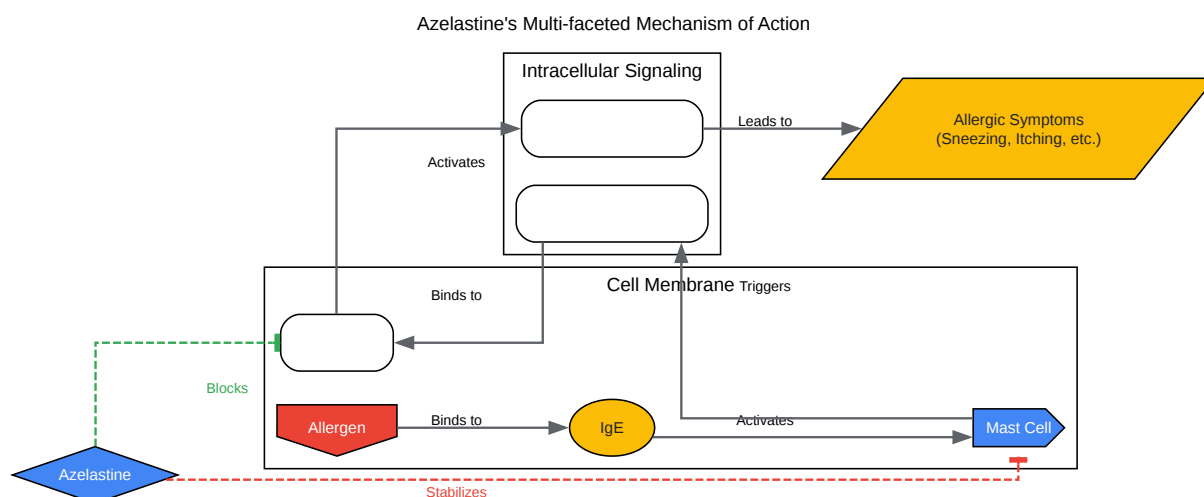 Azelastine's Multi-faceted Mechanism of Action
Intracellular Signaling
Leads to
Allergic Symptoms
(Sneezing, Itching, etc.)
Activates
Cell Membrane
Triggers
Binds to
Blocks
Allergen
Binds to
IgE
Activates
Mast Cell
Azelastine
Stabilizes